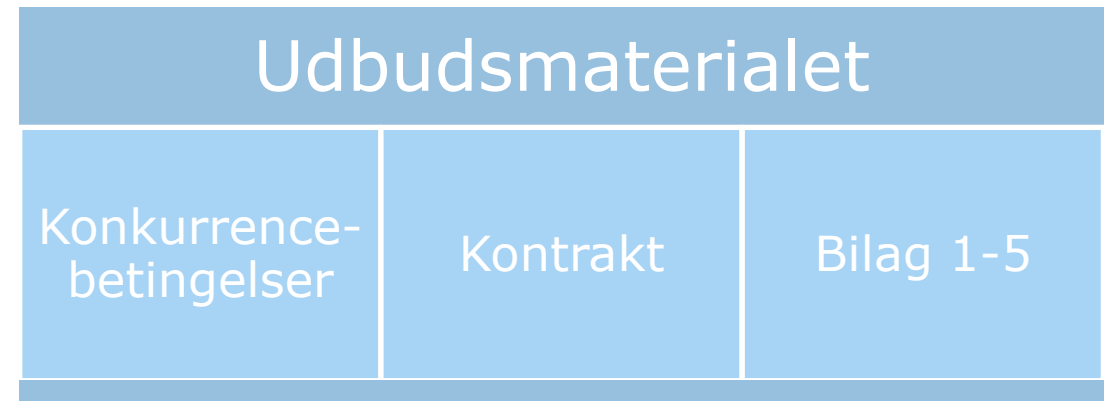 Udbudsmaterialet
Konkurrence-
betingelser
Kontrakt
Bilag 1-5